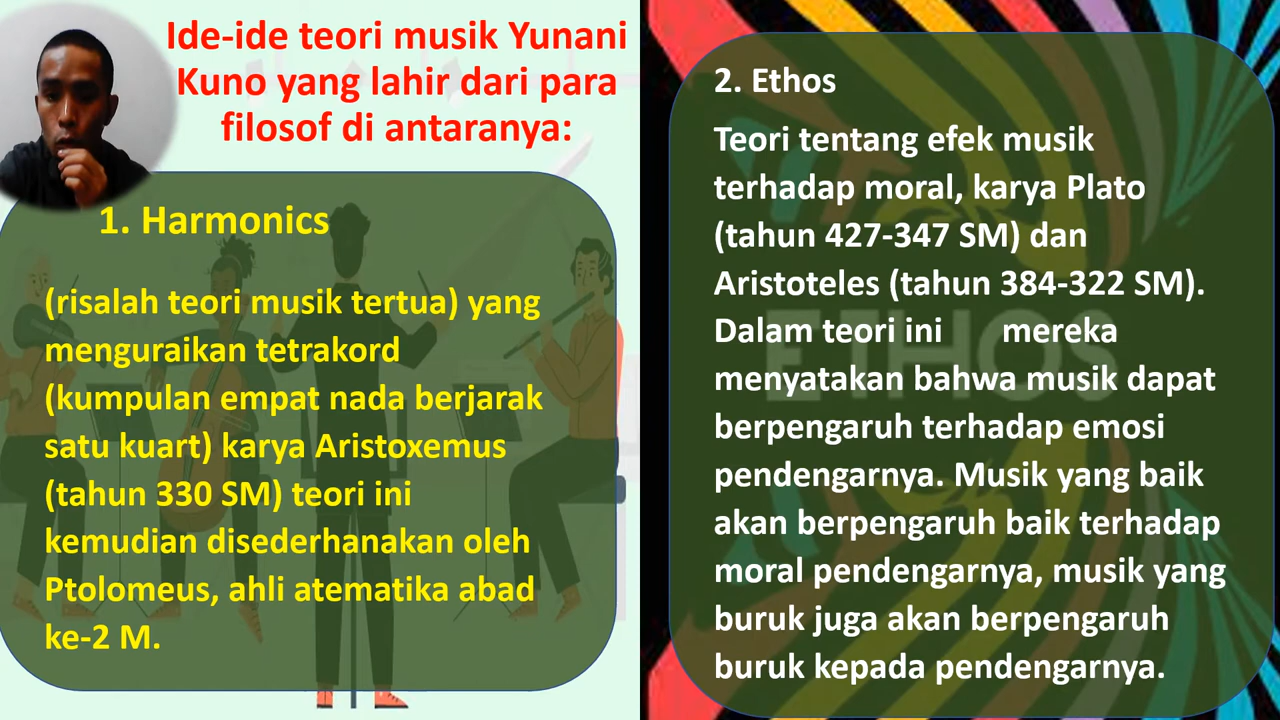 Ide-ide teori musik Yunani
Kuno yang lahir dari para
filosof di antaranya:
1. Harmonics
(risalah teori musik tertua) yang
menguraikan tetrakord
(kumpulan empat nada berjarak
satu kuart) karya Aristoxemus
(tahun 330 SM) teori ini
kemudian disederhanakan oleh
Ptolomeus, ahli atematika abad
ke-2 M.
2. Ethos
Teori tentang efek musik
terhadap moral, karya Plato
(tahun 427-347 SM) dan
Aristoteles (tahun 384-322 SM).
Dalam teori ini mereka
menyatakan bahwa musik dapat
berpengaruh terhadap emosi
pendengarnya. Musik yang baik
akan berpengaruh baik terhadap
moral pendengarnya, musik yang
buruk juga akan berpengaruh
buruk kepada pendengarnya.
ETHOS